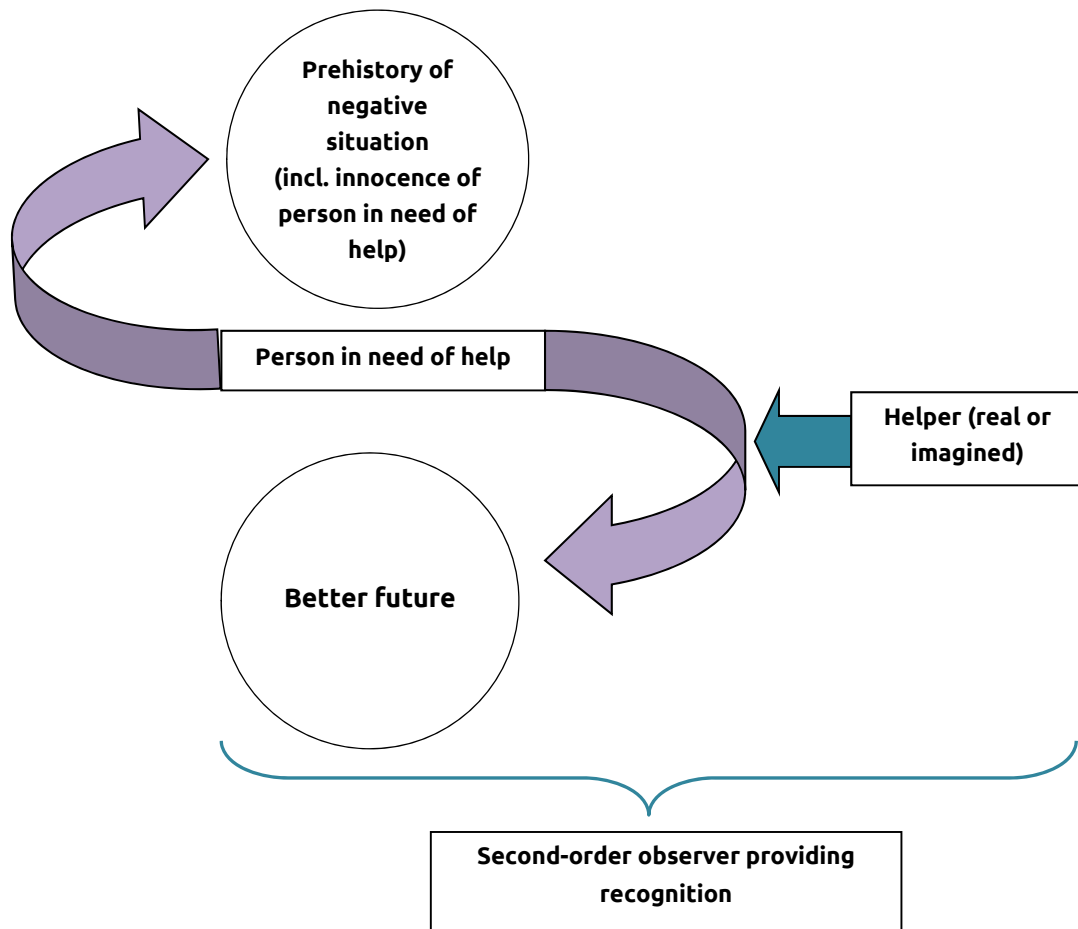 Prehistory of
negative
situation
(incl. innocence of
person in need of
help)
Person in need of help
Helper (real or
imagined)
Better future
Second-order observer providing
recognition